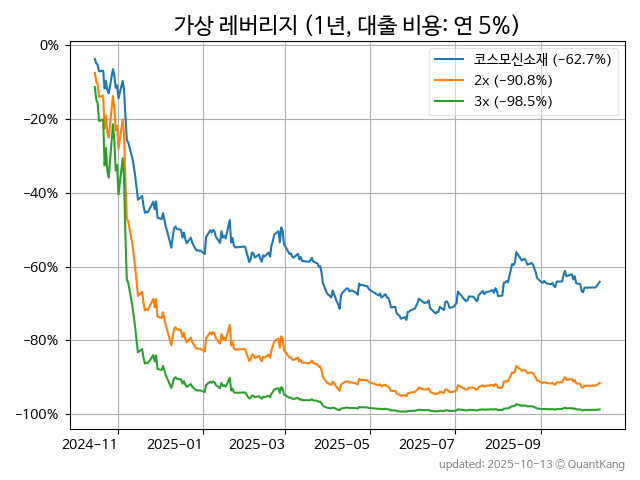 가상 레버리지 (1년, 대출 비용: 연 5%)
코스모신소재 (−62.7%)
2x (−90.8%)
3x (−98.5%)
0%
−20%
−40%
−60%
−80%
−100%
2024-11 2025-01 2025-03 2025-05 2025-07 2025-09
updated: 2025-10-13 © QuantKang